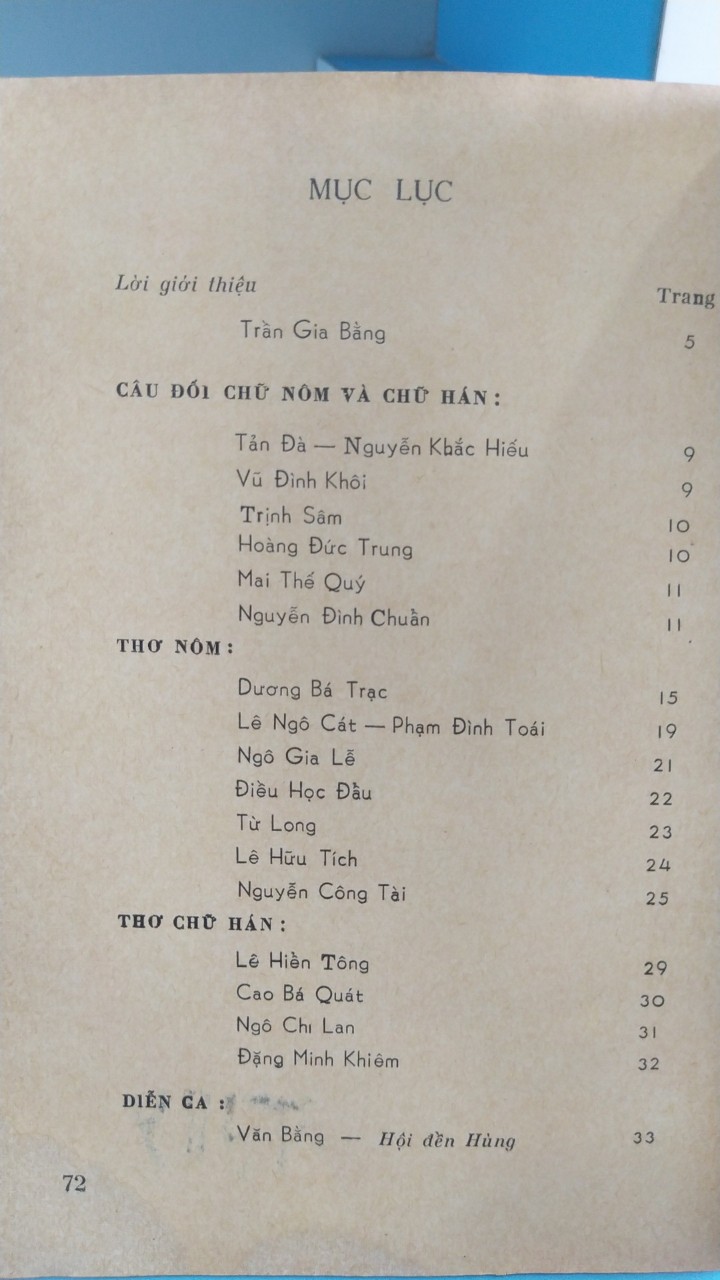 MỤC LỤC
Lời giới thiệu Trang
Trần Gia Bằng 5
CÂU ĐỐI CHỮ NÔM VÀ CHỮ HÁN :
Tản Đà — Nguyễn Khắc Hiếu 9
Vũ Đình Khôi 9
Trịnh Sâm 10
Hoàng Đức Trung 10
Mai Thế Quý 11
Nguyễn Đình Chuẩn 11
THƠ NÔM :
Dương Bá Trạc 15
Lê Ngô Cát — Phạm Đình Toái 19
Ngô Gia Lễ 21
Điều Học Đầu 22
Từ Long 23
Lê Hữu Tích 24
Nguyễn Công Tài 25
THƠ CHỮ HÁN :
Lê Hiền Tông 29
Cao Bá Quát 30
Ngô Chi Lan 31
Đặng Minh Khiêm 32
DIỄN CA :
Văn Bằng — Hội đền Hùng 33
72